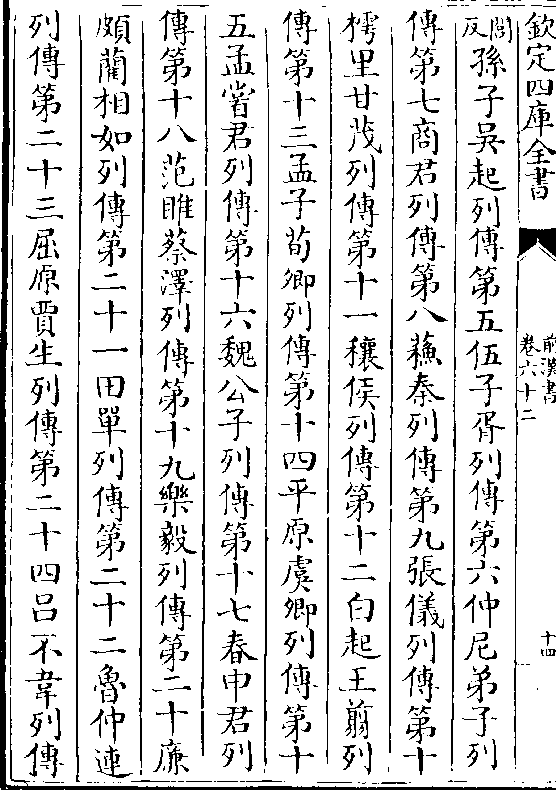 欽定四庫全書
前漢書
卷六十二
十四
閭
反
孫子吳起列傳第五伍子胥列傳第六仲尼弟子列
傳第七商君列傳第八蘇秦列傳第九張儀列傳第十
樗里甘茂列傳第十一穰侯列傳第十二白起王翦列
傳第十三孟子荀卿列傳第十四平原虞卿列傳第十
五孟嘗君列傳第十六魏公子列傳第十七春申君列
傳第十八范睢蔡澤列傳第十九樂毅列傳第二十廉
頗藺相如列傳第二十一田單列傳第二十二魯仲連
列傳第二十三屈原賈生列傳第二十四呂不韋列傳